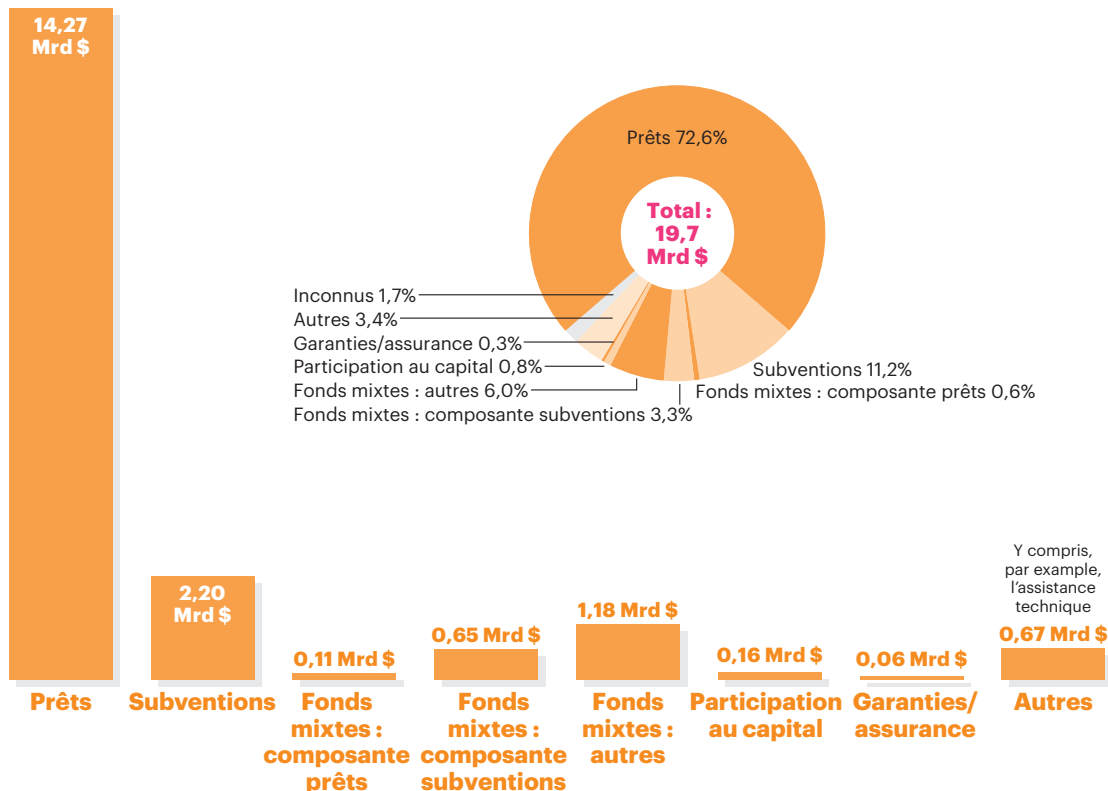 14,27
Mrd $
Prêts 72,6%
Total :
19,7
Mrd $
Inconnus 1,7%
Autres 3,4%
Garanties/assurance 0,3%
Participation au capital 0,8%
Fonds mixtes : autres 6,0%
Fonds mixtes : composante subventions 3,3%
Subventions 11,2%
Fonds mixtes : composante prêts 0,6%
2,20
Mrd $
0,11 Mrd $
0,65 Mrd $
1,18 Mrd $
0,16 Mrd $
0,06 Mrd $
Y compris,
par example,
l’assistance
technique
0,67 Mrd $
Prêts
Subventions
Fonds
mixtes :
composante
prêts
Fonds
mixtes :
composante
subventions
Fonds
mixtes :
autres
Participation
au capital
Garanties/
assurance
Autres